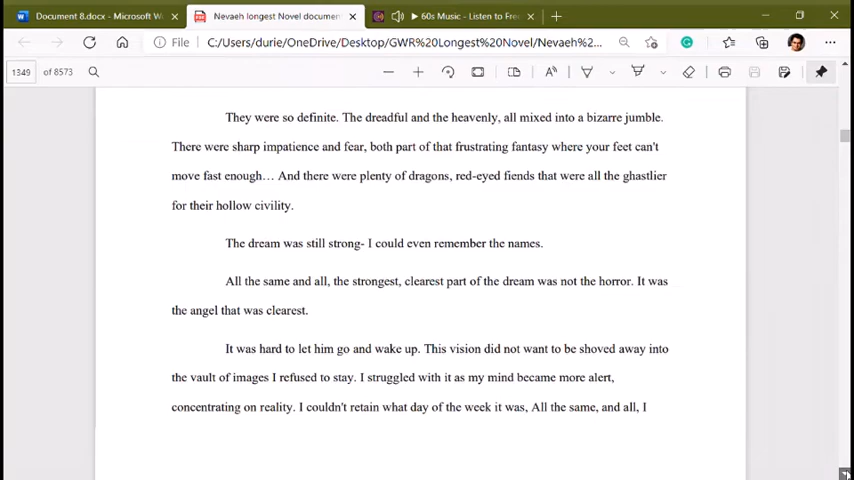 Document 8.docx - Microsoft W
Nevaeh longest Novel documen
60s Music - Listen to Free
File
C:/Users/durie/OneDrive/Desktop/GWR%20Longest%20Novel/Nevaeh%2...
1349 of 8573
They were so definite. The dreadful and the heavenly, all mixed into a bizarre jumble.
There were sharp impatience and fear, both part of that frustrating fantasy where your feet can't
move fast enough… And there were plenty of dragons, red-eyed fiends that were all the ghastlier
for their hollow civility.
The dream was still strong- I could even remember the names.
All the same and all, the strongest, clearest part of the dream was not the horror. It was
the angel that was clearest.
It was hard to let him go and wake up. This vision did not want to be shoved away into
the vault of images I refused to stay. I struggled with it as my mind became more alert,
concentrating on reality. I couldn't retain what day of the week it was, All the same, and all, I